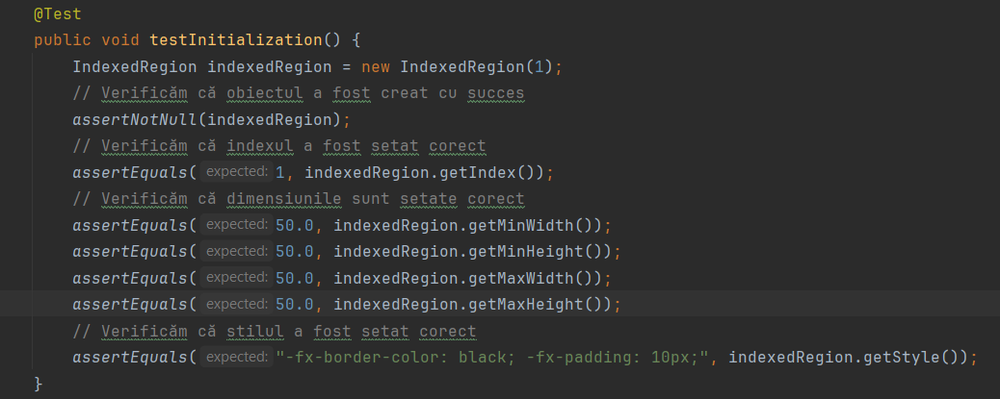 @Test
public void testInitialization() {
IndexedRegion indexedRegion = new IndexedRegion(1);
// Verificăm că obiectul a fost creat cu succes
assertNotNull(indexedRegion);
// Verificăm că indexul a fost setat corect
assertEquals( expected: 1, indexedRegion.getIndex());
// Verificăm că dimensiunile sunt setate corect
assertEquals( expected: 50.0, indexedRegion.getMinWidth());
assertEquals( expected: 50.0, indexedRegion.getMinHeight());
assertEquals( expected: 50.0, indexedRegion.getMaxWidth());
assertEquals( expected: 50.0, indexedRegion.getMaxHeight());
// Verificăm că stilul a fost setat corect
assertEquals( expected: "-fx-border-color: black; -fx-padding: 10px;", indexedRegion.getStyle());
}